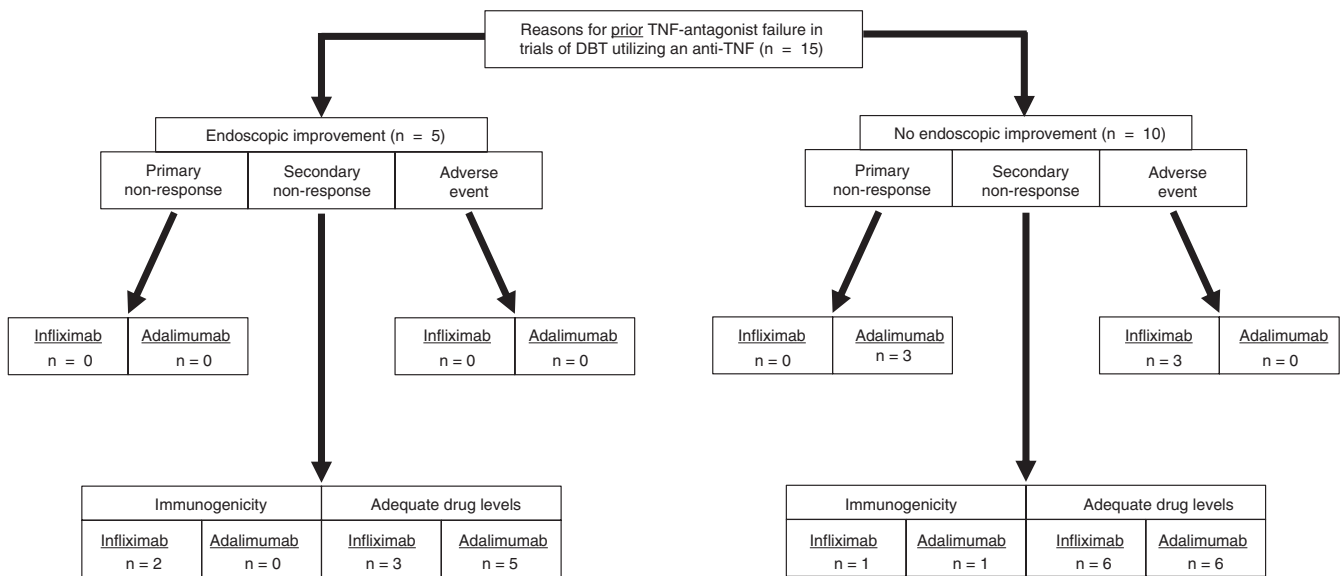 Reasons for prior TNF-antagonist failure in
trials of DBT utilizing an anti-TNF (n = 15)
Endoscopic improvement (n = 5)
Primary
non-response
Secondary
non-response
Adverse
event
Infliximab
n = 0
Adalimumab
n = 0
Infliximab
n = 0
Adalimumab
n = 0
Immunogenicity
Adequate drug levels
Infliximab
n = 2
Adalimumab
n = 0
Infliximab
n = 3
Adalimumab
n = 5
No endoscopic improvement (n = 10)
Primary
non-response
Secondary
non-response
Adverse
event
Infliximab
n = 0
Adalimumab
n = 3
Infliximab
n = 3
Adalimumab
n = 0
Immunogenicity
Adequate drug levels
Infliximab
n = 1
Adalimumab
n = 1
Infliximab
n = 6
Adalimumab
n = 6